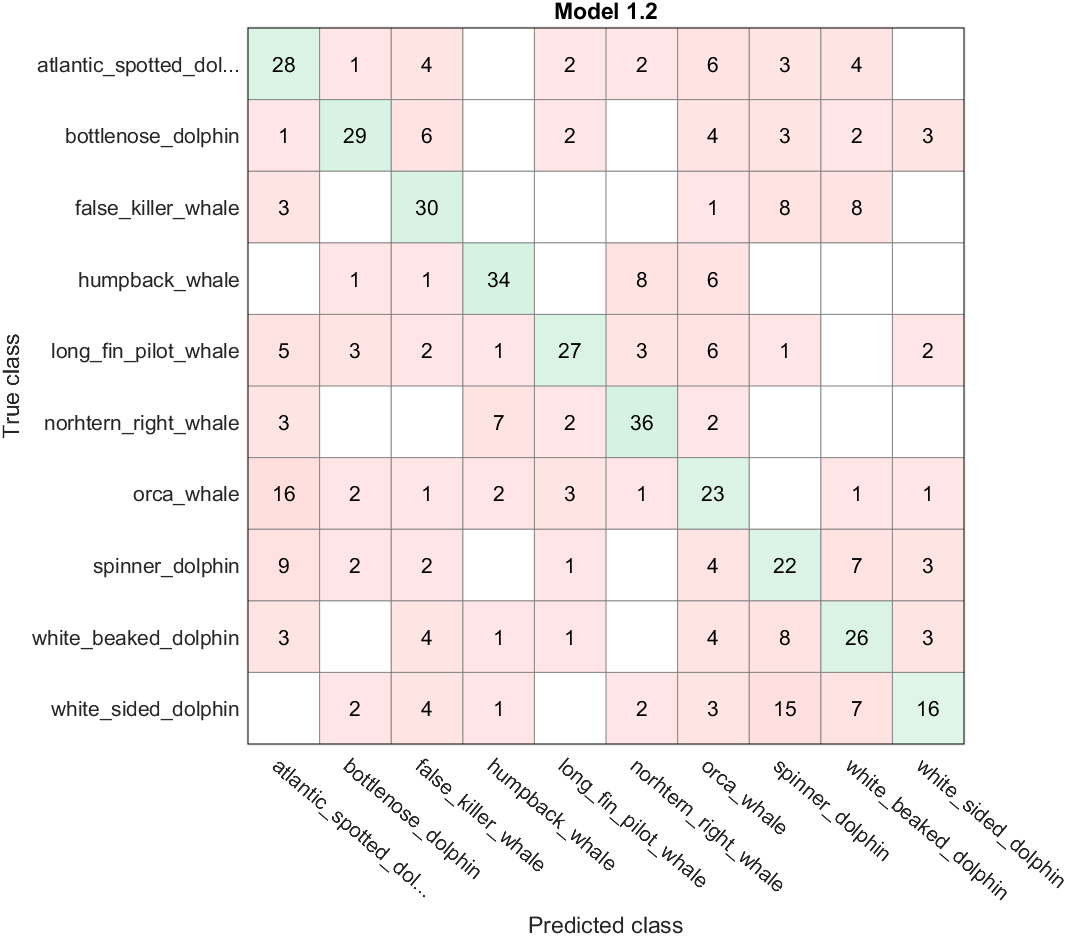 Model 1.2
atlantic_spotted_dol... 28 1 4 2 2 6 3 4
bottlenose_dolphin 1 29 6 2 4 3 2 3
false_killer_whale 3 30 1 8 8
humpback_whale 1 1 34 8 6
long_fin_pilot_whale 5 3 2 1 27 3 6 1 2
norhtern_right_whale 3 7 2 36 2
orca_whale 16 2 1 2 3 1 23 1 1
spinner_dolphin 9 2 2 1 4 22 7 3
white_beaked_dolphin 3 4 1 1 4 8 26 3
white_sided_dolphin 2 4 1 2 3 15 7 16
True class
atlantic_spotted_dol...
bottlenose_dolphin
false_killer_whale
humpback_whale
long_fin_pilot_whale
norhtern_right_whale
orca_whale
spinner_dolphin
white_beaked_dolphin
white_sided_dolphin
Predicted class